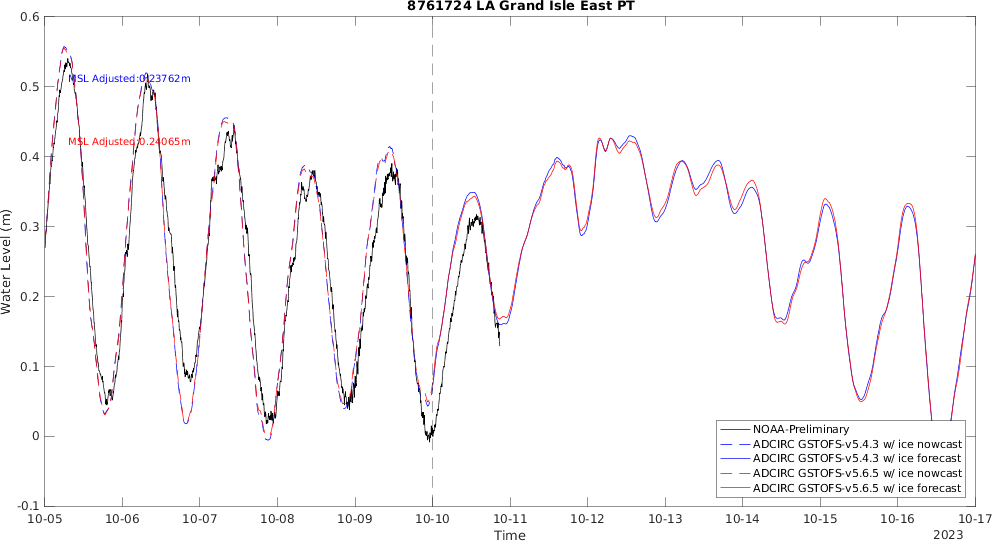 8761724 LA Grand Isle East PT
0.6
0.5
0.4
0.3
0.2
0.1
0
-0.1
Water Level (m)
MSL Adjusted:0.23762m
MSL Adjusted:0.24065m
NOAA-Preliminary
ADCIRC GSTOFS-v5.4.3 w/ ice nowcast
ADCIRC GSTOFS-v5.4.3 w/ ice forecast
ADCIRC GSTOFS-v5.6.5 w/ ice nowcast
ADCIRC GSTOFS-v5.6.5 w/ ice forecast
10-05 10-06 10-07 10-08 10-09 10-10 10-11 10-12 10-13 10-14 10-15 10-16 10-17
Time
2023